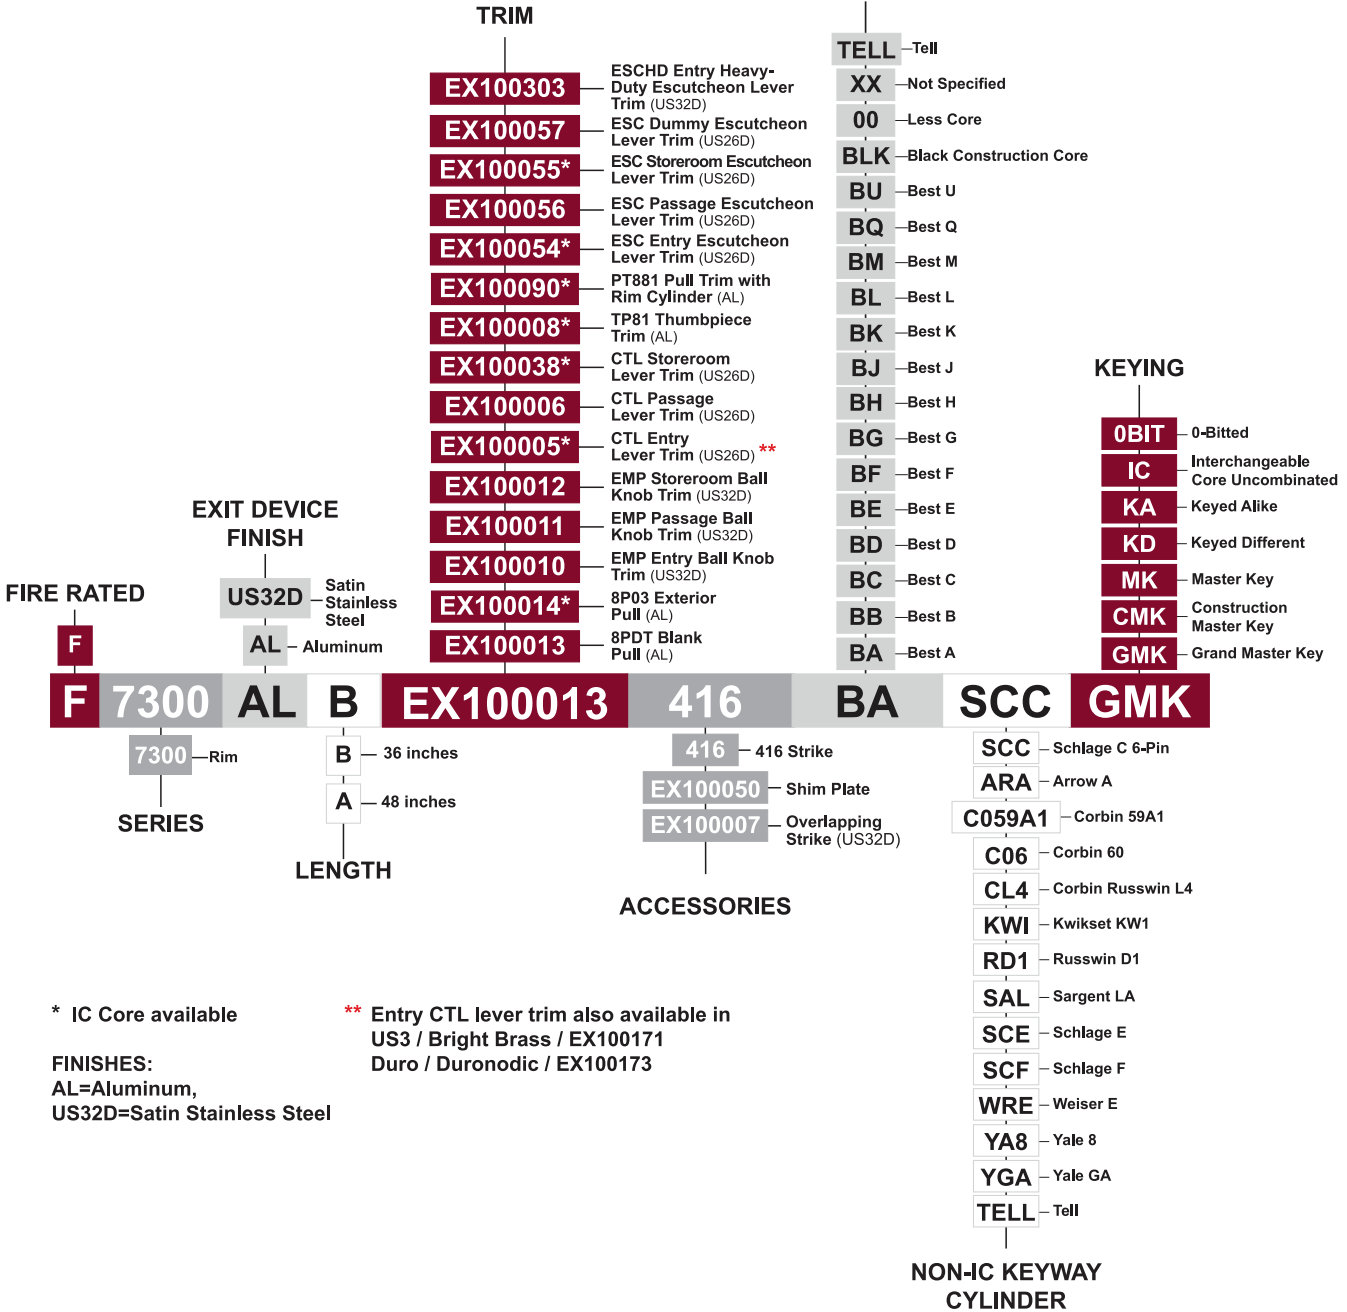 TRIM
EX100303
ESCHD Entry Heavy-
Duty Escutcheon Lever
Trim (US32D)
EX100057
ESC Dummy Escutcheon
Lever Trim (US26D)
EX100055*
ESC Storeroom Escutcheon
Lever Trim (US26D)
EX100056
ESC Passage Escutcheon
Lever Trim (US26D)
EX100054*
ESC Entry Escutcheon
Lever Trim (US26D)
EX100090*
PT881 Pull Trim with
Rim Cylinder (AL)
EX100008*
TP81 Thumbpiece
Trim (AL)
EX100038*
CTL Storeroom
Lever Trim (US26D)
EX100006
CTL Passage
Lever Trim (US26D)
EX100005*
CTL Entry
Lever Trim (US26D) **
EX100012
EMP Storeroom Ball
Knob Trim (US32D)
EX100011
EMP Passage Ball
Knob Trim (US32D)
EX100010
EMP Entry Ball Knob
Trim (US32D)
EX100014*
8P03 Exterior
Pull (AL)
EX100013
8PDT Blank
Pull (AL)
TELL
Tell
XX
Not Specified
00
Less Core
BLK
Black Construction Core
BU
Best U
BQ
Best Q
BM
Best M
BL
Best L
BK
Best K
BJ
Best J
BH
Best H
BG
Best G
BF
Best F
BE
Best E
BD
Best D
BC
Best C
BB
Best B
BA
Best A
KEYING
0BIT
0-Bitted
IC
Interchangeable
Core Uncombinated
KA
Keyed Alike
KD
Keyed Different
MK
Master Key
CMK
Construction
Master Key
GMK
Grand Master Key
EXIT DEVICE
FINISH
US32D
Satin
Stainless
Steel
AL
Aluminum
FIRE RATED
F
F 7300 AL B EX100013 416 BA SCC GMK
7300
Rim
SERIES
B
36 inches
A
48 inches
LENGTH
416
416 Strike
EX100050
Shim Plate
EX100007
Overlapping
Strike (US32D)
ACCESSORIES
SCC
Schlage C 6-Pin
ARA
Arrow A
C059A1
Corbin 59A1
C06
Corbin 60
CL4
Corbin Russwin L4
KWI
Kwikset KW1
RD1
Russwin D1
SAL
Sargent LA
SCE
Schlage E
SCF
Schlage F
WRE
Weiser E
YA8
Yale 8
YGA
Yale GA
TELL
Tell
NON-IC KEYWAY
CYLINDER
* IC Core available
FINISHES:
AL=Aluminum,
US32D=Satin Stainless Steel
** Entry CTL lever trim also available in
US3 / Bright Brass / EX100171
Duro / Duronodic / EX100173